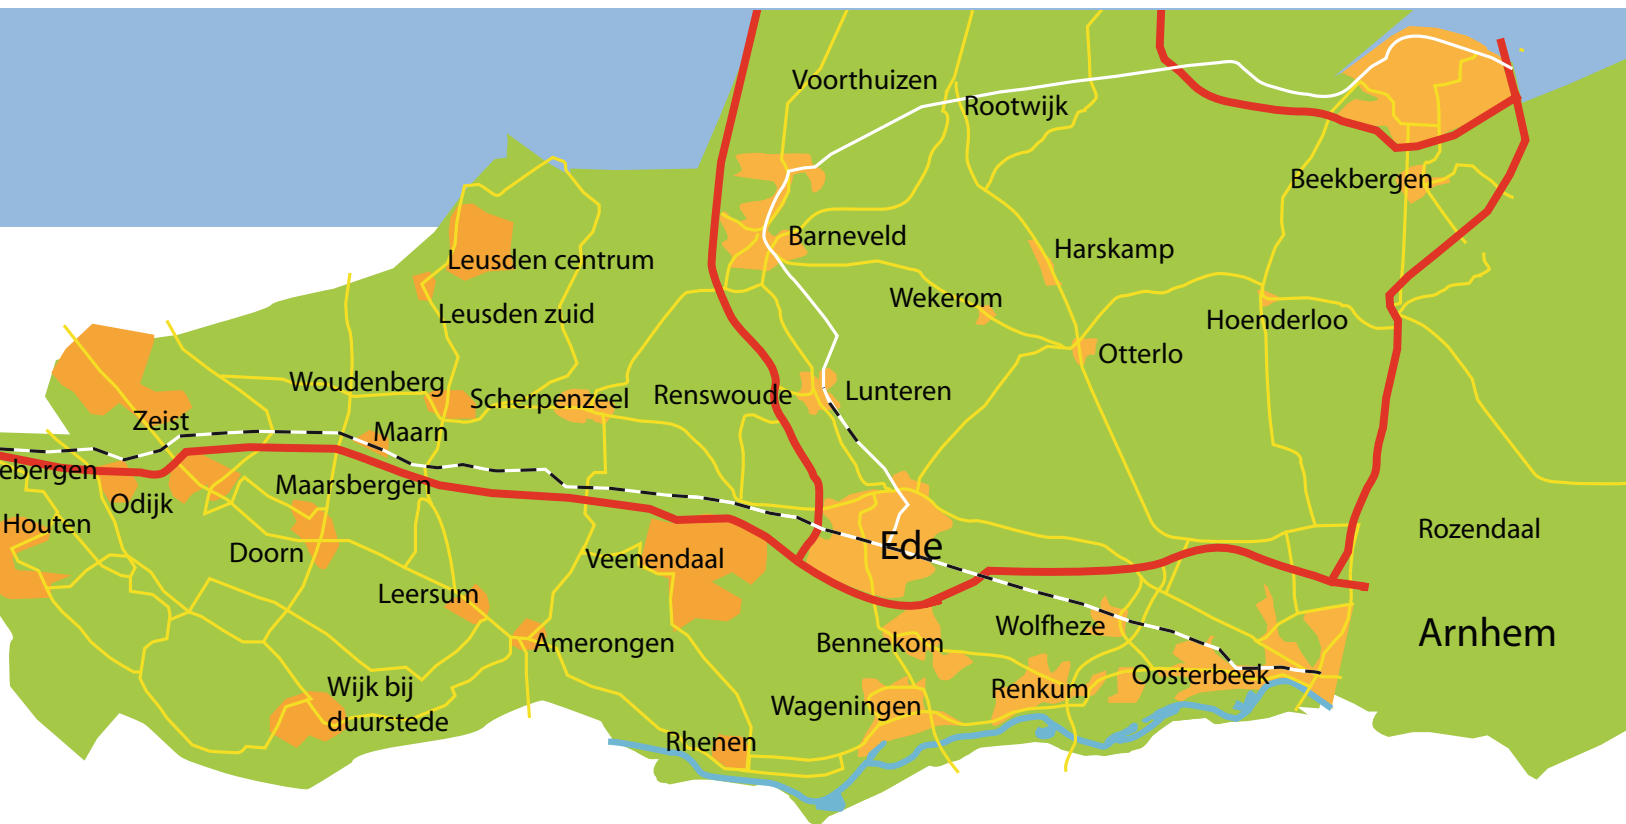 Voorthuizen
Rootwijk
Beekbergen
Barneveld
Harskamp
Leusden centrum
Wekerom
Leusden zuid
Hoenderloo
Otterlo
Woudenberg
Scherpenzeel
Renswoude
Lunteren
Zeist
Maarn
ebergen
Maarsbergen
Odijk
Houten
Rozendaal
Doorn
Veenendaal
Ede
Leersum
Wolfheze
Arnhem
Amerongen
Bennekom
Oosterbeek
Wijk bij
duurstede
Renkum
Wageningen
Rhenen